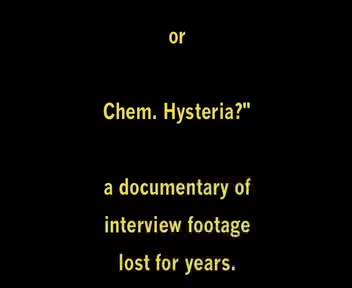 or
Chem. Hysteria?"
a documentary of
interview footage
lost for years.